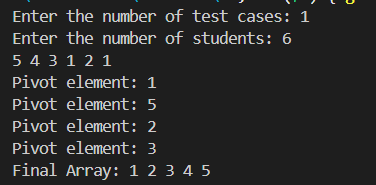 Enter the number of test cases: 1
Enter the number of students: 6
5 4 3 1 2 1
Pivot element: 1
Pivot element: 5
Pivot element: 2
Pivot element: 3
Final Array: 1 2 3 4 5